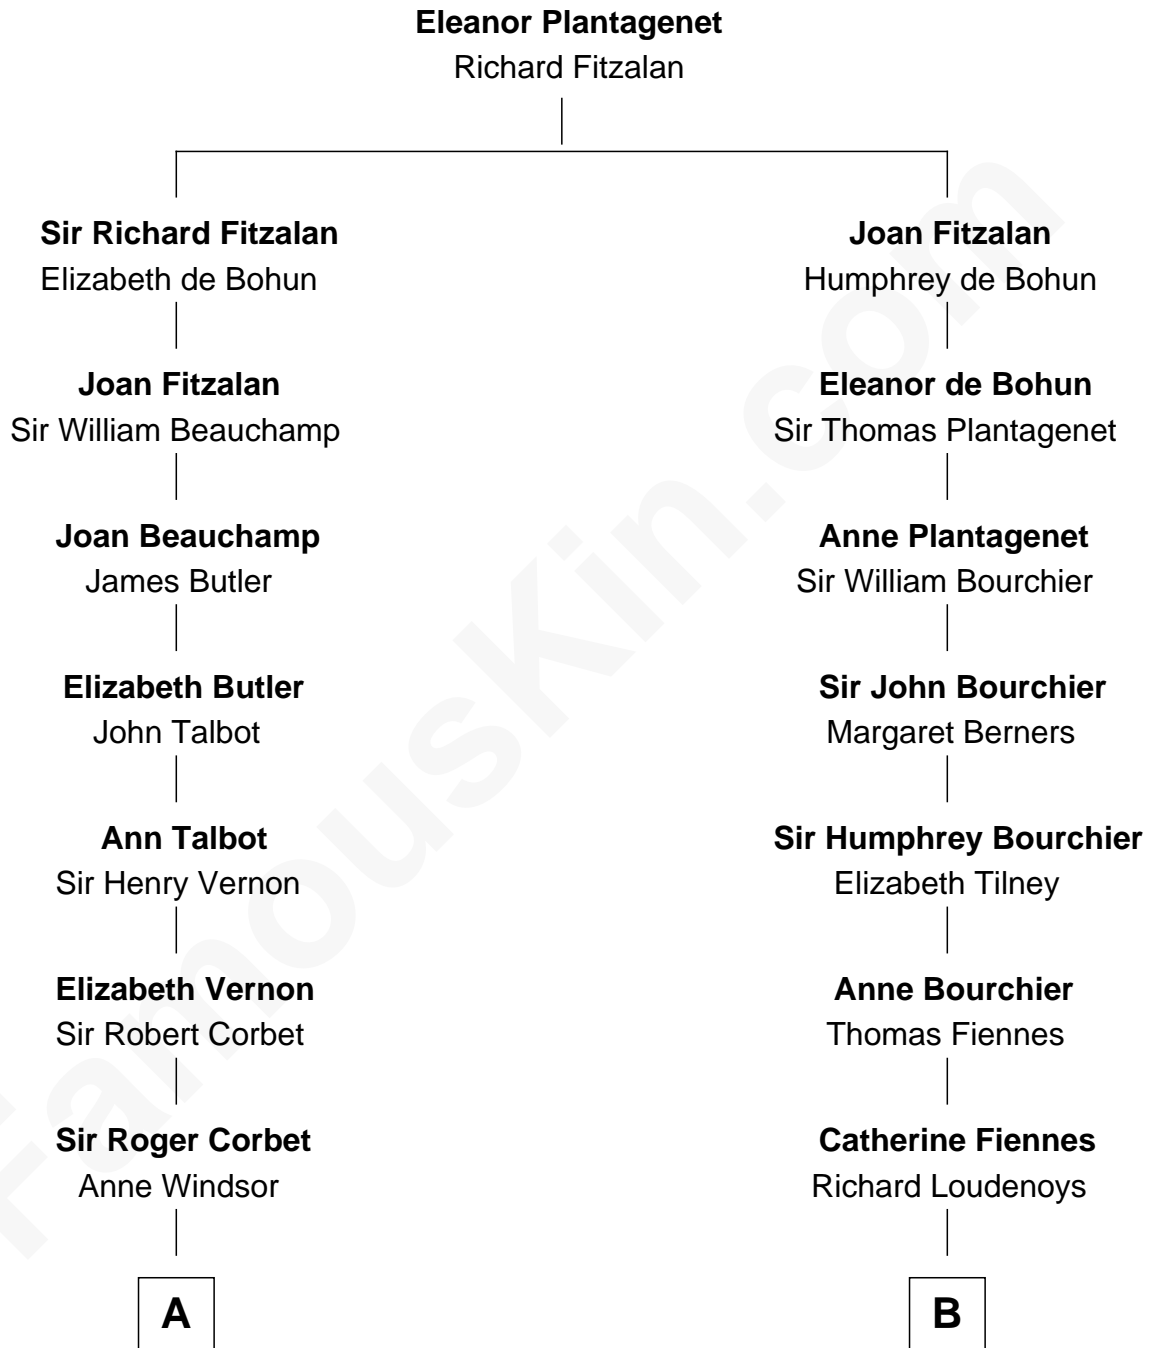 Eleanor Plantagenet
Richard Fitzalan
Sir Richard Fitzalan
Elizabeth de Bohun
Joan Fitzalan
Sir William Beauchamp
Joan Beauchamp
James Butler
Elizabeth Butler
John Talbot
Ann Talbot
Sir Henry Vernon
Elizabeth Vernon
Sir Robert Corbet
Sir Roger Corbet
Anne Windsor
A
Joan Fitzalan
Humphrey de Bohun
Eleanor de Bohun
Sir Thomas Plantagenet
Anne Plantagenet
Sir William Bourchier
Sir John Bourchier
Margaret Berners
Sir Humphrey Bourchier
Elizabeth Tilney
Anne Bourchier
Thomas Fiennes
Catherine Fiennes
Richard Loudenoys
B
FamousKin.com